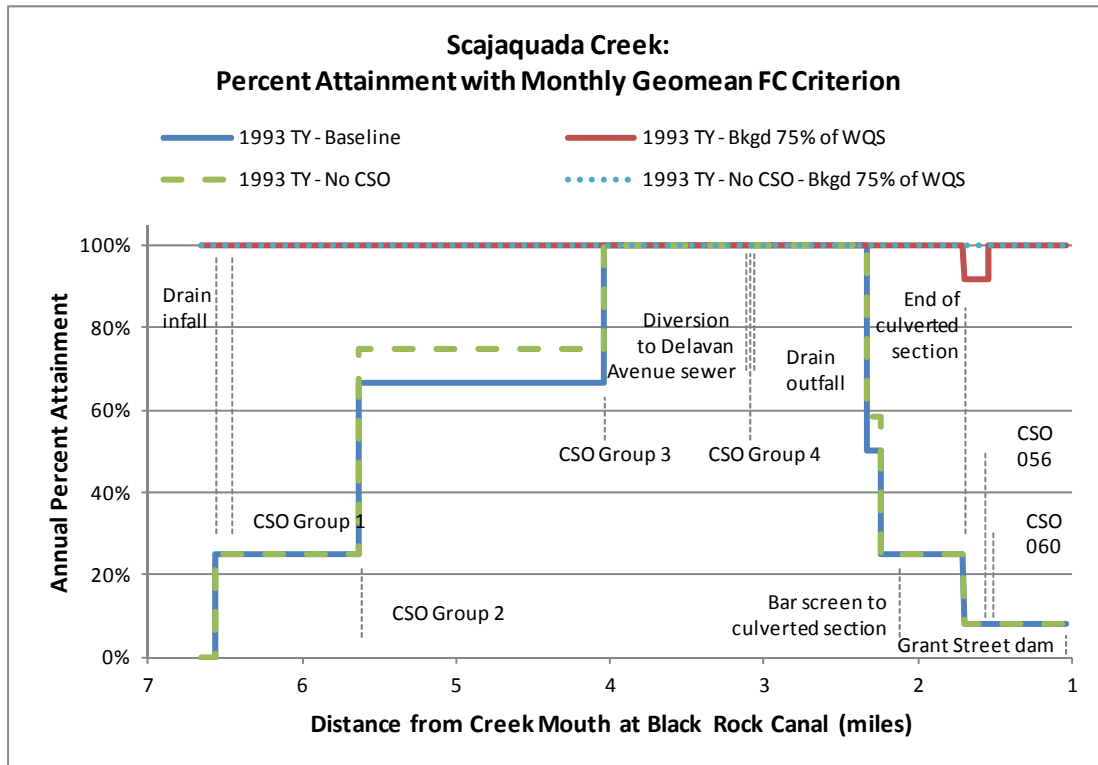 Scajaquada Creek:
Percent Attainment with Monthly Geomean FC Criterion
1993 TY - Baseline
1993 TY - Bkgd 75% of WQS
1993 TY - No CSO
1993 TY - No CSO - Bkgd 75% of WQS
Annual Percent Attainment
100%
80%
60%
40%
20%
0%
Drain
infall
CSO Group 1
CSO Group 2
CSO Group 3
Diversion
to Delavan
Avenue sewer
CSO Group 4
Drain
outfall
End of
culverted
section
CSO
056
CSO
060
Bar screen to
culverted section
Grant Street dam
7
6
5
4
3
2
1
Distance from Creek Mouth at Black Rock Canal (miles)